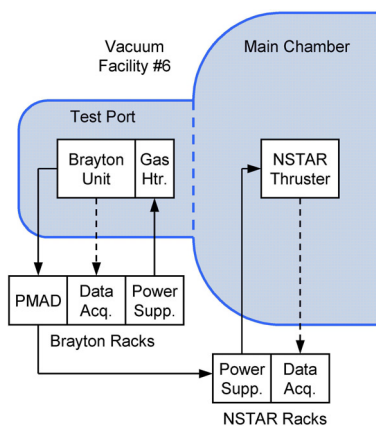 Vacuum
Facility #6
Main Chamber
Test Port
Brayton
Unit
Gas
Htr.
NSTAR
Thruster
PMAD
Data
Acq.
Power
Supp.
Brayton Racks
Power
Supp.
Data
Acq.
NSTAR Racks